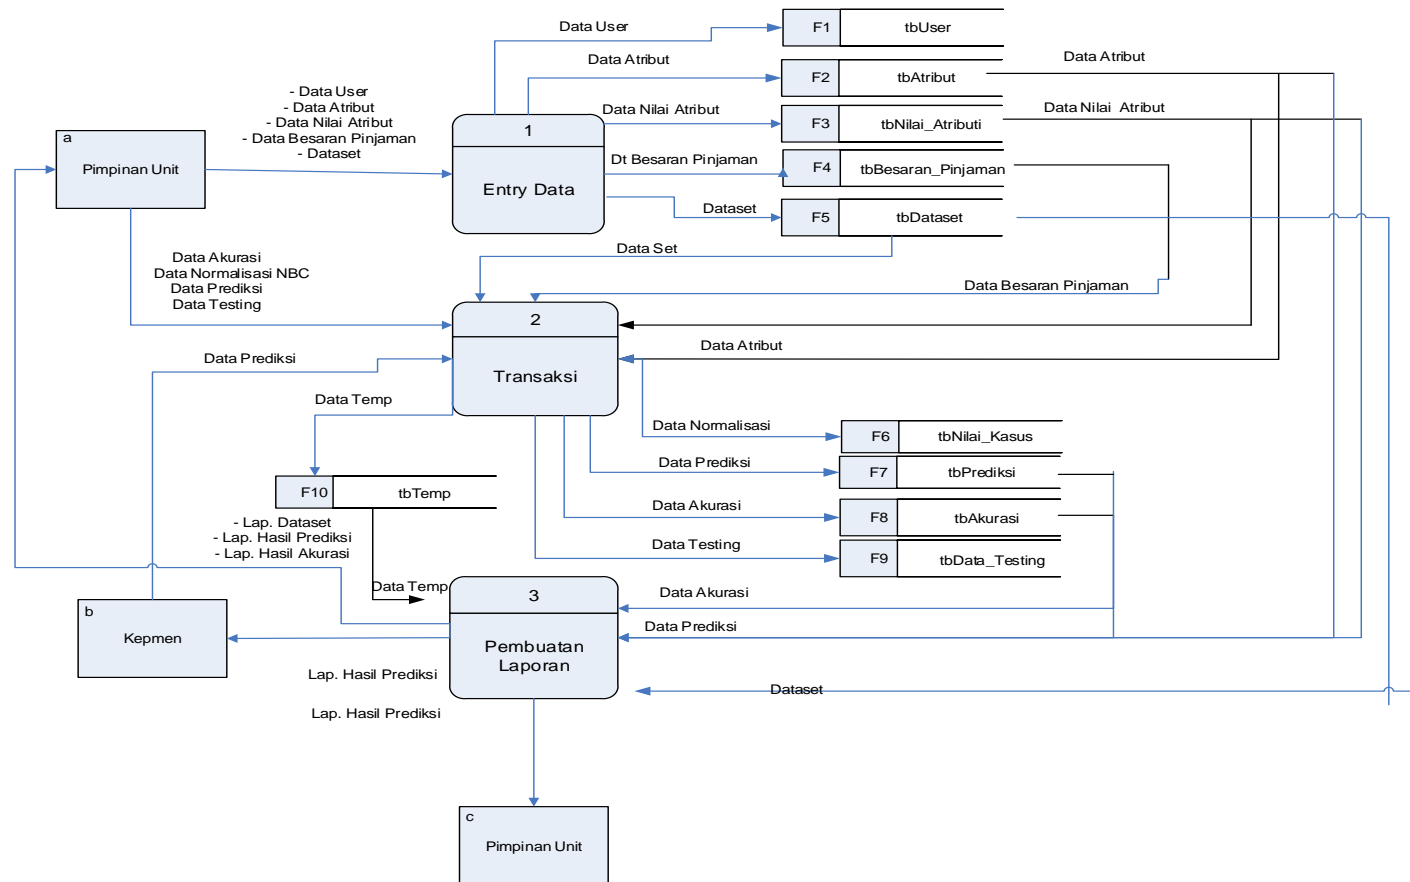 Data User
F1
tbUser
Data Atribut
F2
tbAtribut
Data Atribut
- Data User
- Data Atribut
- Data Nilai Atribut
- Data Besaran Pinjaman
- Dataset
Data Nilai Atribut
F3
tbNilai_Atributi
Data Nilai Atribut
a
Pimpinan Unit
1
Entry Data
Dt Besaran Pinjaman
F4
tbBesaran_Pinjaman
Dataset
F5
tbDataset
Data Set
Data Akurasi
Data Normalisasi NBC
Data Prediksi
Data Testing
Data Besaran Pinjaman
2
Transaksi
Data Atribut
Data Prediksi
Data Temp
Data Normalisasi
F6
tbNilai_Kasus
Data Prediksi
F7
tbPrediksi
F10
tbTemp
Data Akurasi
F8
tbAkurasi
- Lap. Dataset
- Lap. Hasil Prediksi
- Lap. Hasil Akurasi
Data Testing
F9
tbData_Testing
Data Temp
3
Pembuatan
Laporan
Data Akurasi
Data Prediksi
b
Kepmen
Lap. Hasil Prediksi
Dataset
Lap. Hasil Prediksi
c
Pimpinan Unit